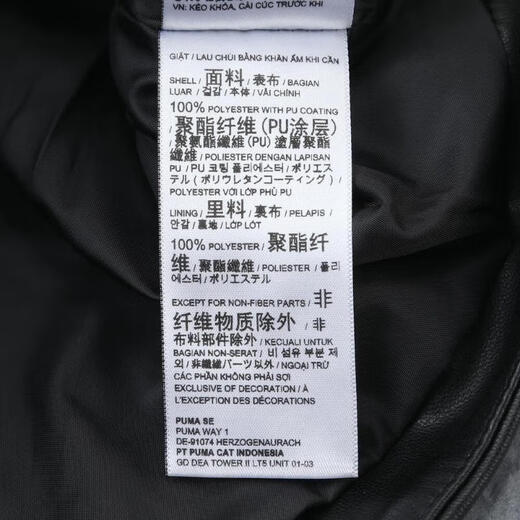 VN: KÉO KHÓA, CÀI CÚC TRƯỚC KHI
GIẶT / LAU CHÙI BẰNG KHĂN ẨM KHI CẦN
SHELL / 面料 / 表布 / BAGIAN
LUAR / 겉감 / 本体 / VẢI CHÍNH
100% POLYESTER WITH PU COATING
/ 聚酯纤维 (PU涂层)
/ 聚氨酯纖維 (PU) 塗層聚酯
纖維 / POLIESTER DENGAN LAPISAN
PU / PU 코팅 폴리에스터 / ポリエス
テル ( ポリウレタンコーティング ) /
POLYESTER VỚI LỚP PHỦ PU
LINING / 里料 / 裏布 / PELAPIS /
안감 / 裏地 / LỚP LÓT
100% POLYESTER / 聚酯纤
维 / 聚酯纖維 / POLIESTER / 폴리
에스터 / ポリエステル
EXCEPT FOR NON-FIBER PARTS / 非
纤维物质除外 / 非
布料部件除外 / KECUALI UNTUK
BAGIAN NON-SERAT / 비 섬유 부분 제
외 / 非繊維パーツ以外 / NGOẠI TRỪ
CÁC PHẦN KHÔNG PHẢI SỢI
EXCLUSIVE OF DECORATION / À
L'EXCEPTION DES DÉCORATIONS
PUMA SE
PUMA WAY 1
DE-91074 HERZOGENAURACH
PT PUMA CAT INDONESIA
GD DEA TOWER II LT5 UNIT 01-03